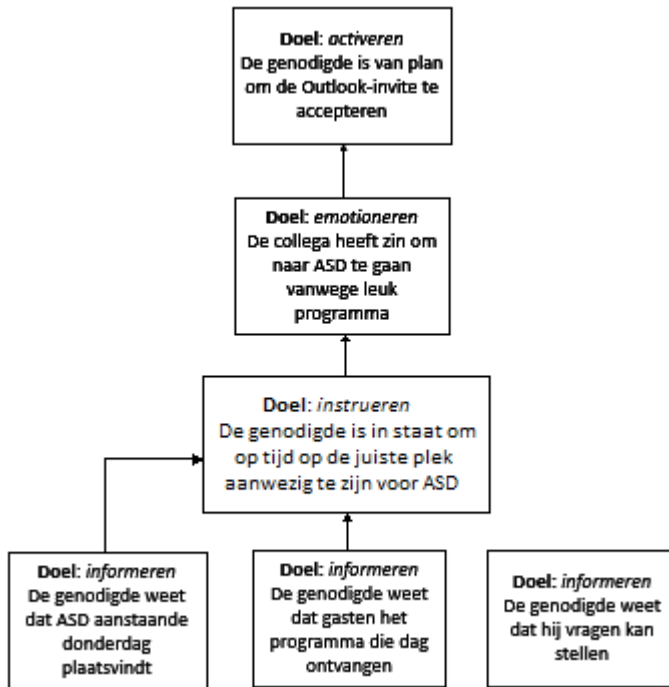 Doel: activeren
De genodigde is van plan
om de Outlook-invite te
accepteren
Doel: emotioneren
De collega heeft zin om
naar ASD te gaan
vanwege leuk
programma
Doel: instrueren
De genodigde is in staat om
op tijd op de juiste plek
aanwezig te zijn voor ASD
Doel: informeren
De genodigde weet
dat ASD aanstaande
donderdag
plaatsvindt
Doel: informeren
De genodigde weet
dat gasten het
programma die dag
ontvangen
Doel: informeren
De genodigde weet
dat hij vragen kan
stellen